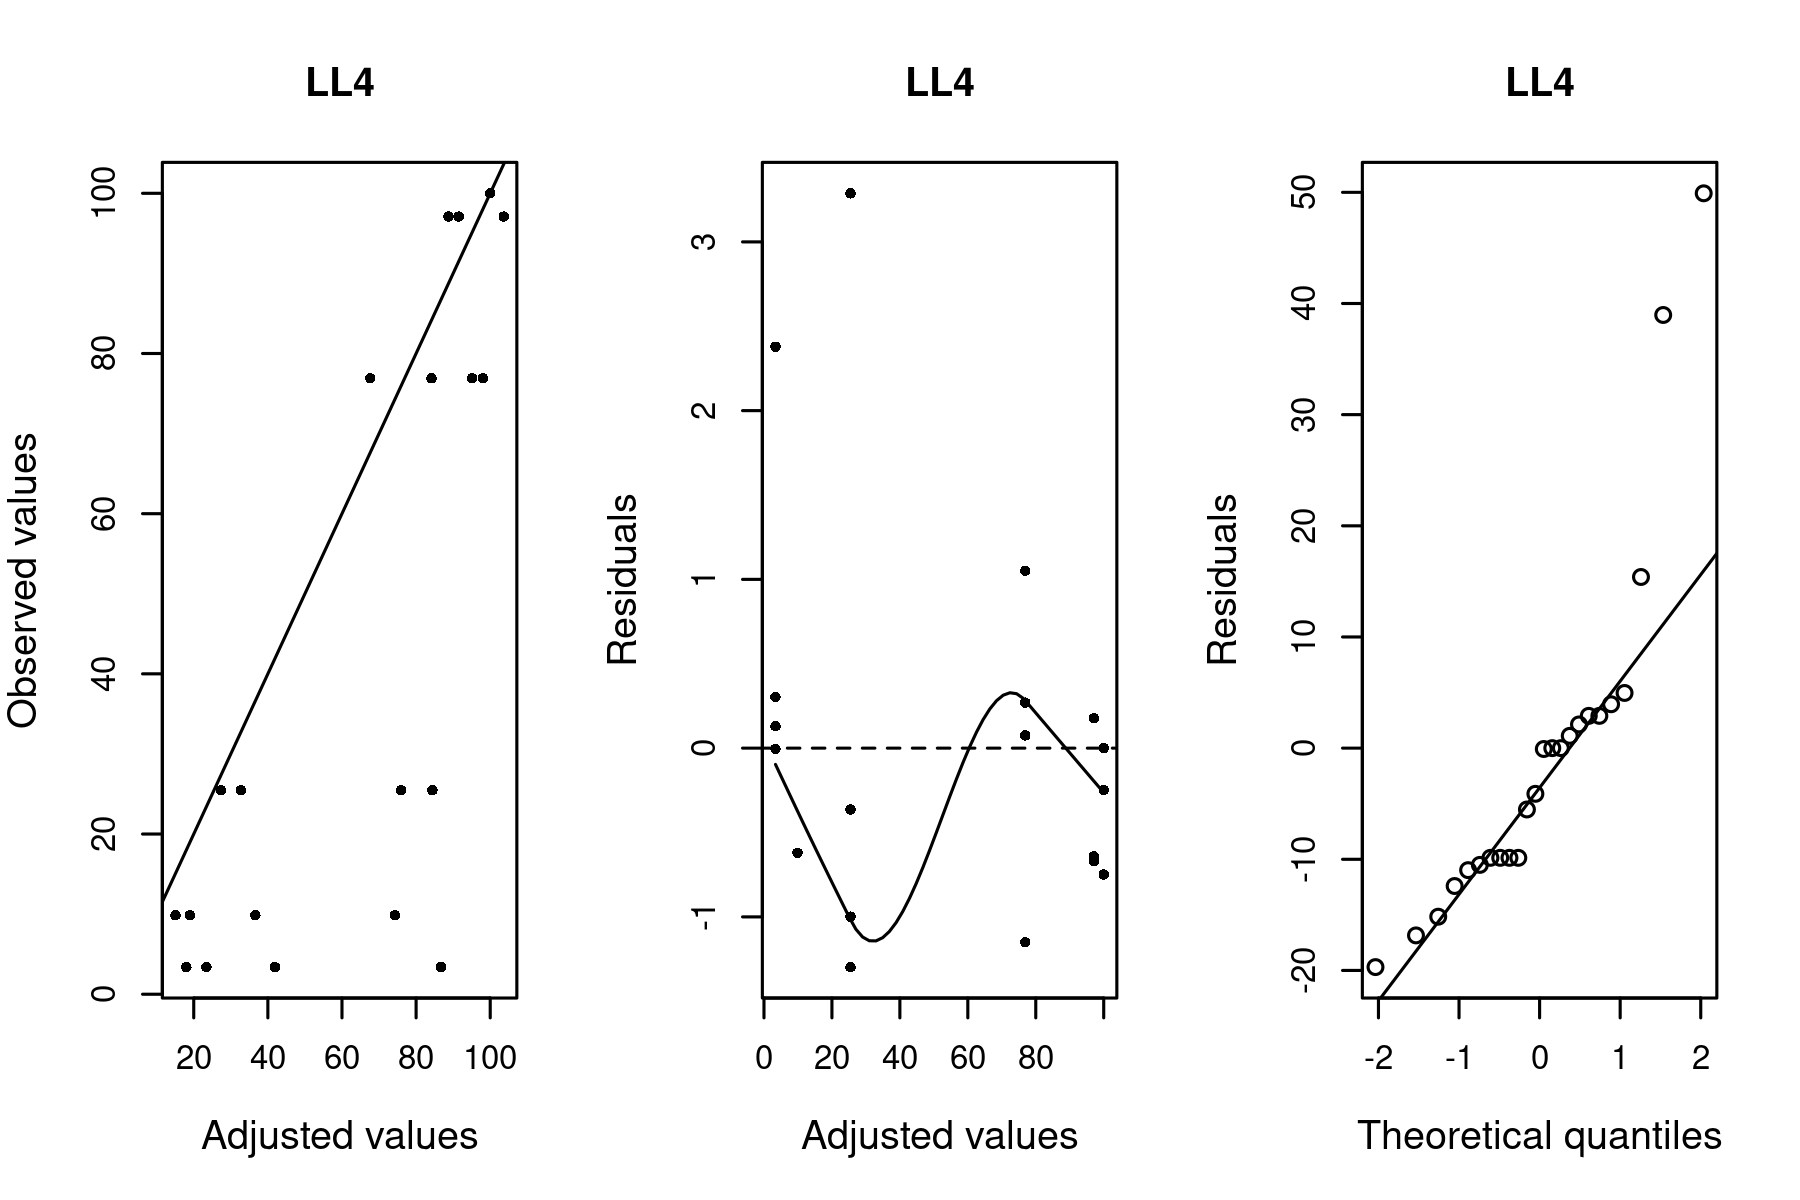 LL4
Observed values
100
80
60
40
20
0
20 40 60 80 100
Adjusted values
LL4
Residuals
3
2
1
0
-1
0 20 40 60 80
Adjusted values
LL4
Residuals
50
40
30
20
10
0
-10
-20
-2 -1 0 1 2
Theoretical quantiles